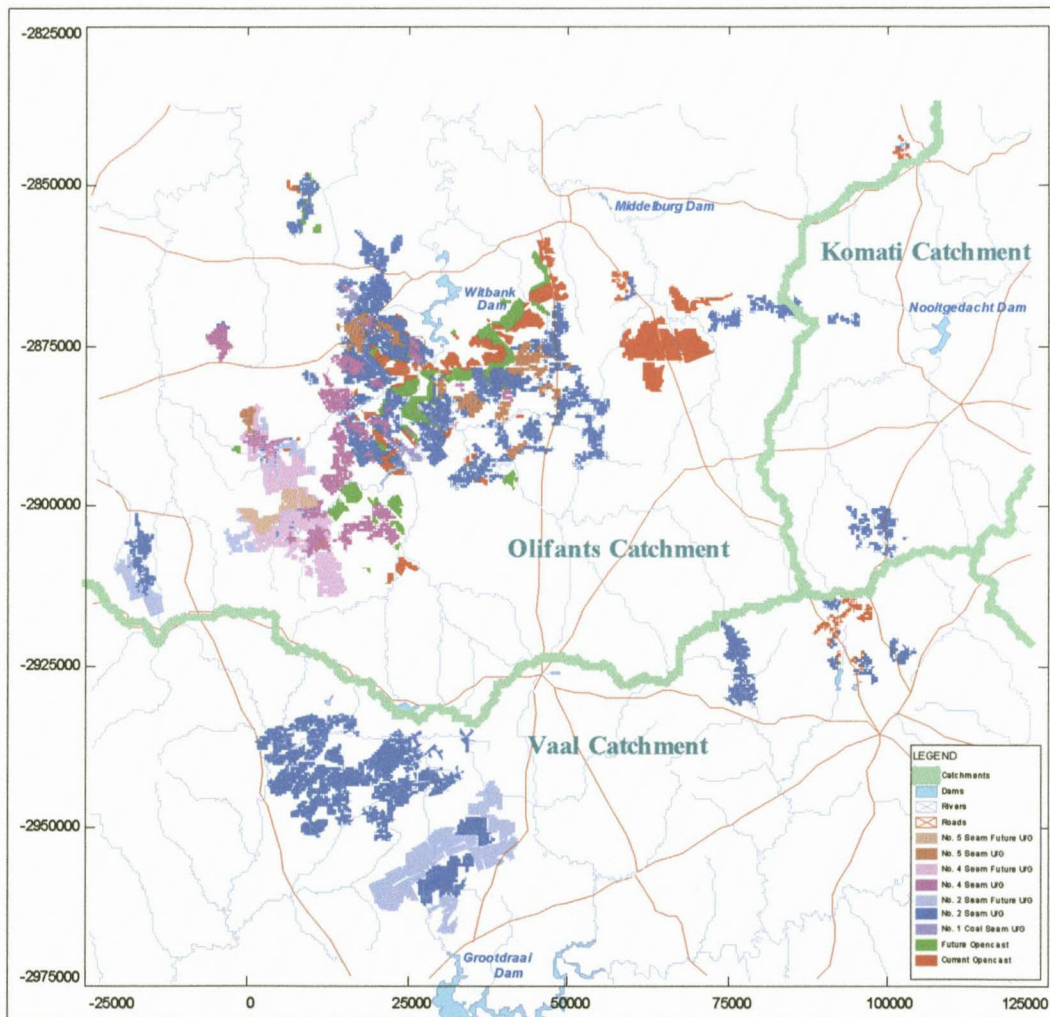 -2825000
-2850000
-2875000
-2900000
-2925000
-2950000
-2975000
-25000
0
25000
50000
75000
100000
125000
Middelburg Dam
Komati Catchment
Witbank
Dam
Nooitgedacht Dam
Olifants Catchment
Vaal Catchment
Grootdraai
Dam
LEGEND
Catchments
Dams
Rivers
Roads
No. 5 Seam Future U/G
No. 5 Seam U/G
No. 4 Seam Future U/G
No. 4 Seam U/G
No. 2 Seam Future U/G
No. 2 Seam U/G
No. 1 Coal Seam U/G
Future Opencast
Current Opencast